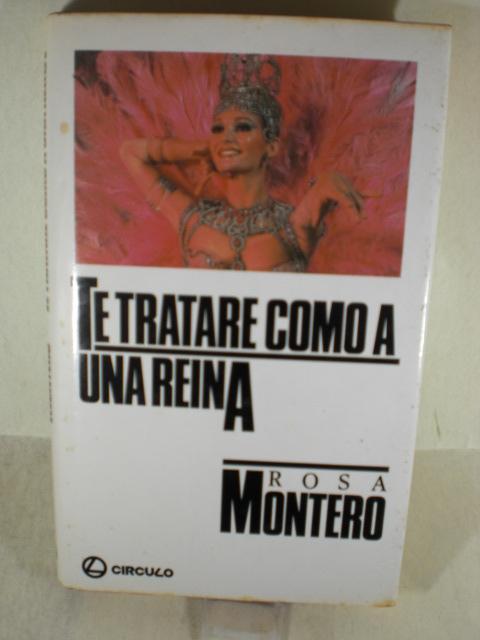 TE TRATARE COMO A
UNA REINA
ROSA
MONTERO
CIRCULO